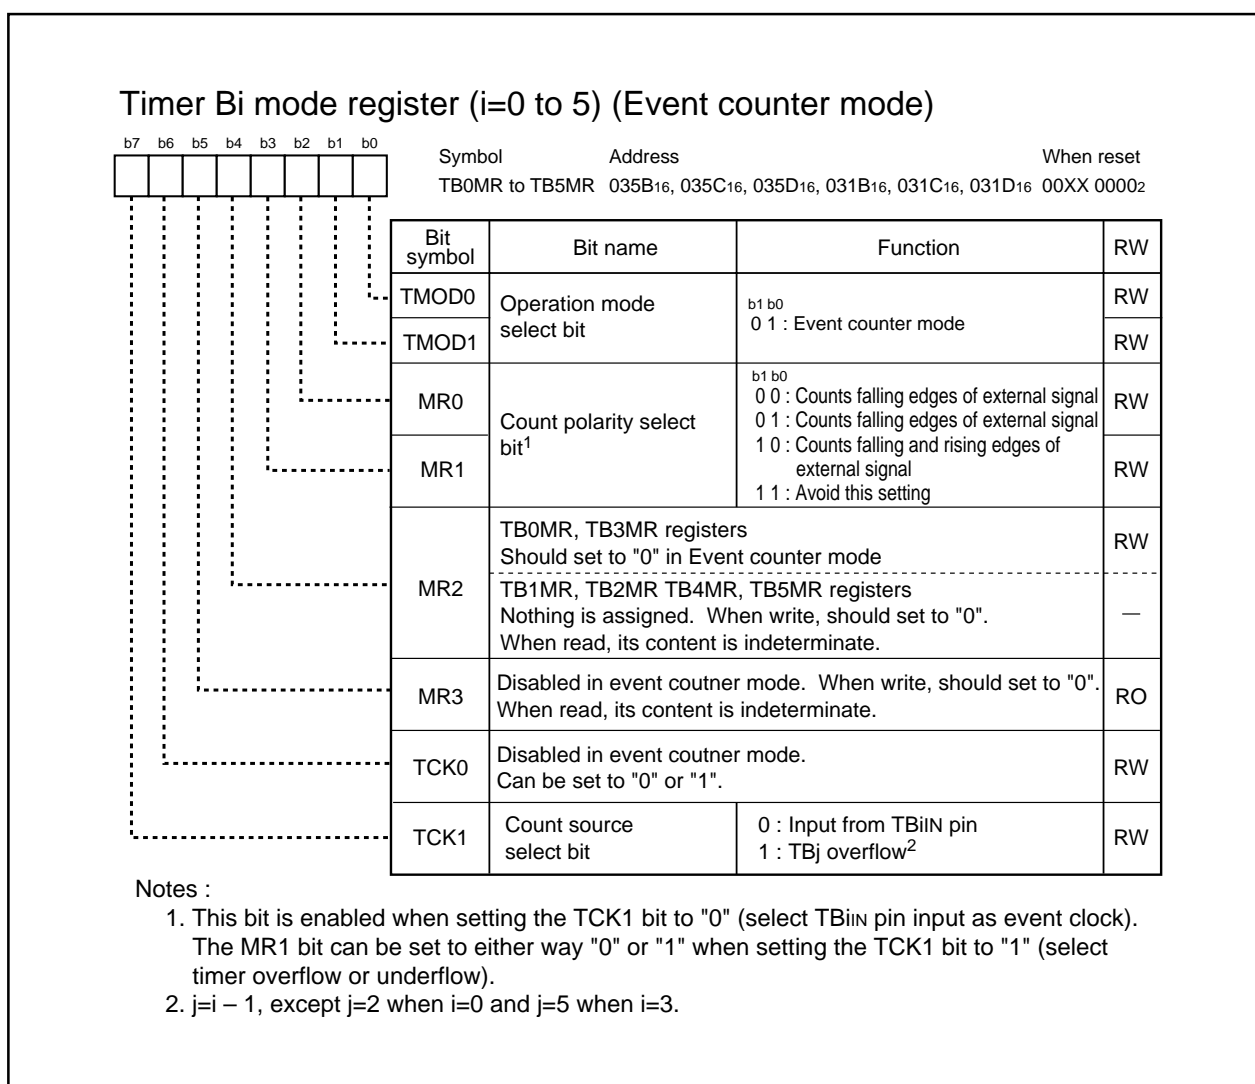 Timer Bi mode register (i=0 to 5) (Event counter mode)
b7 b6 b5 b4 b3 b2 b1 b0
Symbol Address When reset
TB0MR to TB5MR 035B16, 035C16, 035D16, 031B16, 031C16, 031D16 00XX 00002
Bit symbol Bit name Function RW
TMOD0 Operation mode select bit RW
b1 b0
0 1 : Event counter mode
TMOD1 RW
MR0 Count polarity select bit1 RW
b1 b0
0 0 : Counts falling edges of external signal
0 1 : Counts falling edges of external signal
1 0 : Counts falling and rising edges of
external signal
1 1 : Avoid this setting
MR1 RW
MR2
TB0MR, TB3MR registers
Should set to "0" in Event counter mode
RW
TB1MR, TB2MR TB4MR, TB5MR registers
Nothing is assigned. When write, should set to "0".
When read, its content is indeterminate.
—
MR3
Disabled in event coutner mode. When write, should set to "0".
When read, its content is indeterminate.
RO
TCK0
Disabled in event coutner mode.
Can be set to "0" or "1".
RW
TCK1
Count source
select bit
0 : Input from TBiIN pin
1 : TBj overflow2
RW
Notes :
1. This bit is enabled when setting the TCK1 bit to "0" (select TBiIN pin input as event clock).
The MR1 bit can be set to either way "0" or "1" when setting the TCK1 bit to "1" (select
timer overflow or underflow).
2. j=i – 1, except j=2 when i=0 and j=5 when i=3.